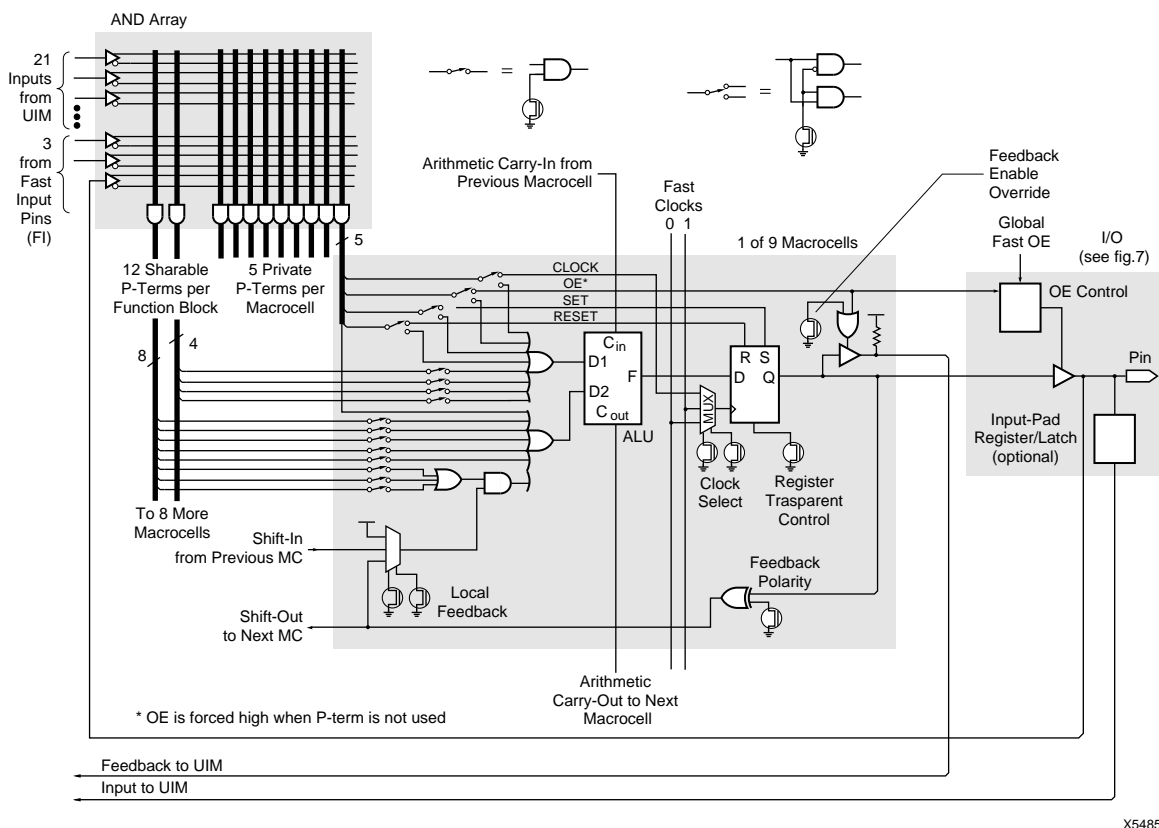 AND Array
21
Inputs
from
UIM
3
from
Fast
Input
Pins
(FI)
Arithmetic Carry-In from
Previous Macrocell
Fast
Clocks
0 1
Feedback
Enable
Override
Global
Fast OE
I/O
(see fig.7)
1 of 9 Macrocells
5
12 Sharable
P-Terms per
Function Block
5 Private
P-Terms per
Macrocell
CLOCK
OE*
SET
RESET
OE Control
8
4
C in
D1
D2
F
C out
ALU
R S
D Q
MUX
Pin
Input-Pad
Register/Latch
(optional)
Clock
Select
Register
Trasparent
Control
To 8 More
Macrocells
Shift-In
from Previous MC
Local
Feedback
Feedback
Polarity
Shift-Out
to Next MC
Arithmetic
Carry-Out to Next
Macrocell
* OE is forced high when P-term is not used
Feedback to UIM
Input to UIM
X5485